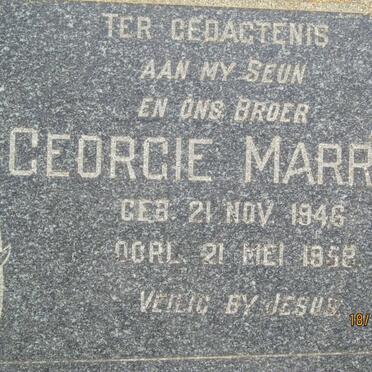 TER GEDAGTENIS
AAN MY SEUN
EN ONS BROER
GEORGIE MARR
GEB. 21 NOV. 1946
OORL. 21 MEI 1958
VEILIG BY JESUS
18/